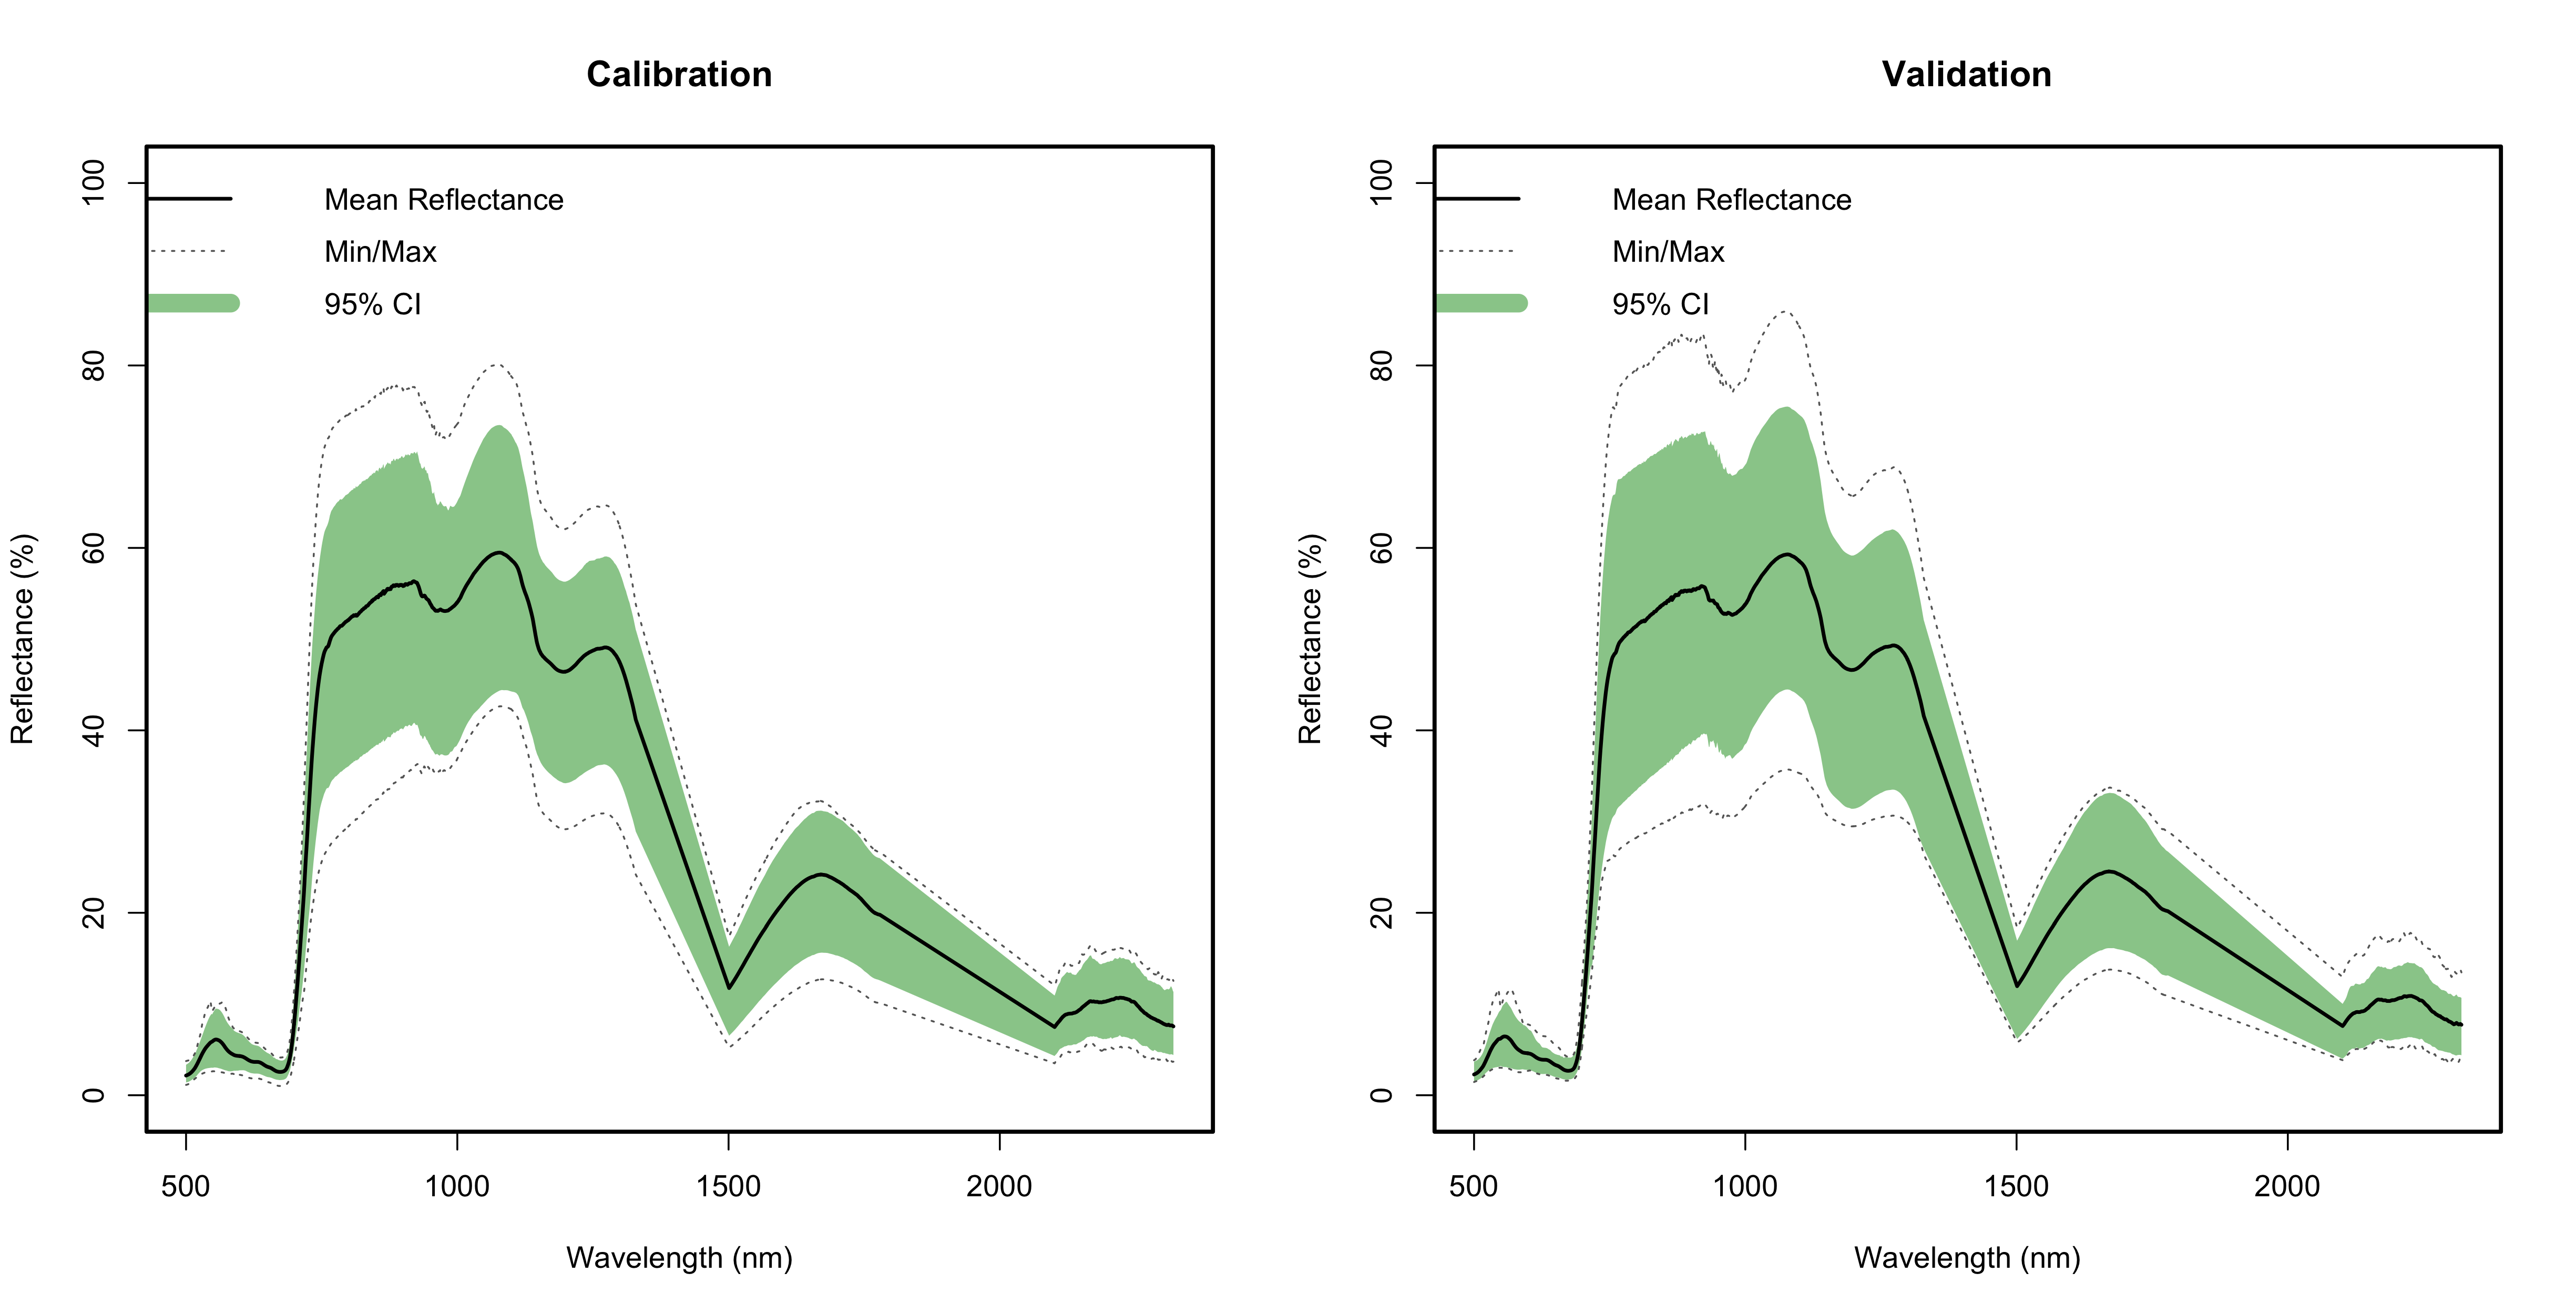 Calibration
100
80
60
40
20
0
Reflectance (%)
Mean Reflectance
Min/Max
95% CI
500 1000 1500 2000
Wavelength (nm)
Validation
100
80
60
40
20
0
Reflectance (%)
Mean Reflectance
Min/Max
95% CI
500 1000 1500 2000
Wavelength (nm)